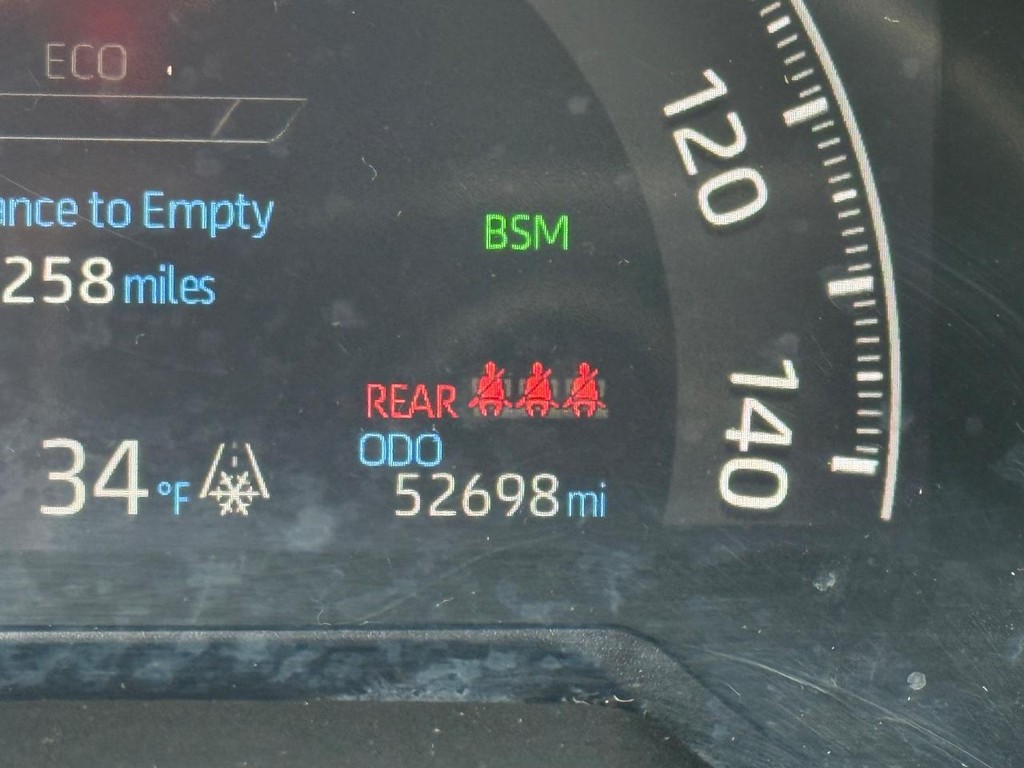 ECO
ance to Empty
258 miles
BSM
120
140
REAR
ODO
34 °F
52698 mi